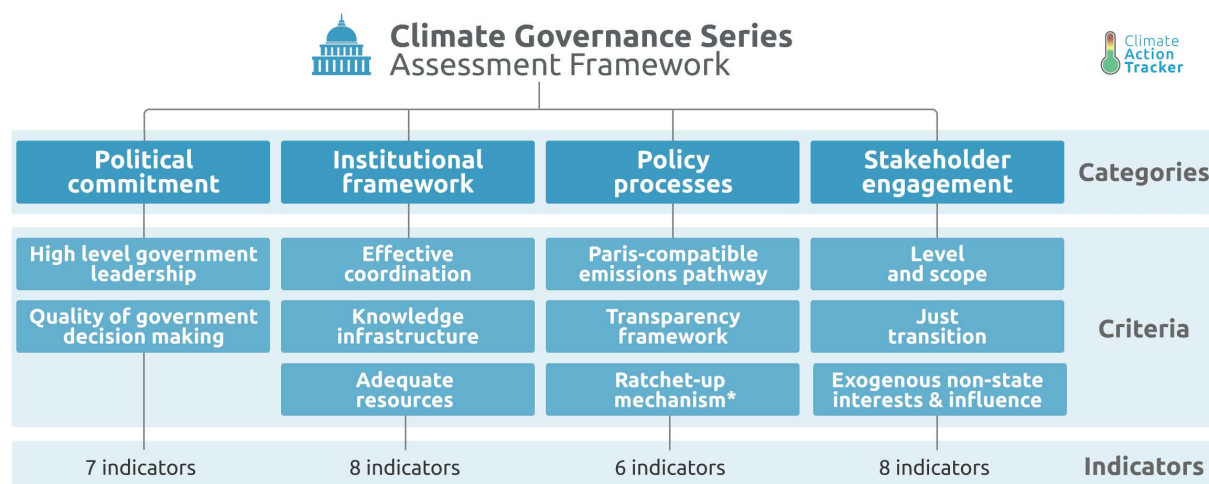 Climate Governance Series
Assessment Framework
Climate
Action
Tracker
Political
commitment
Institutional
framework
Policy
processes
Stakeholder
engagement
Categories
High level government
leadership
Effective
coordination
Paris-compatible
emissions pathway
Level
and scope
Quality of government
decision making
Knowledge
infrastructure
Transparency
framework
Just
transition
Criteria
Adequate
resources
Ratchet-up
mechanism*
Exogenous non-state
interests & influence
7 indicators
8 indicators
6 indicators
8 indicators
Indicators